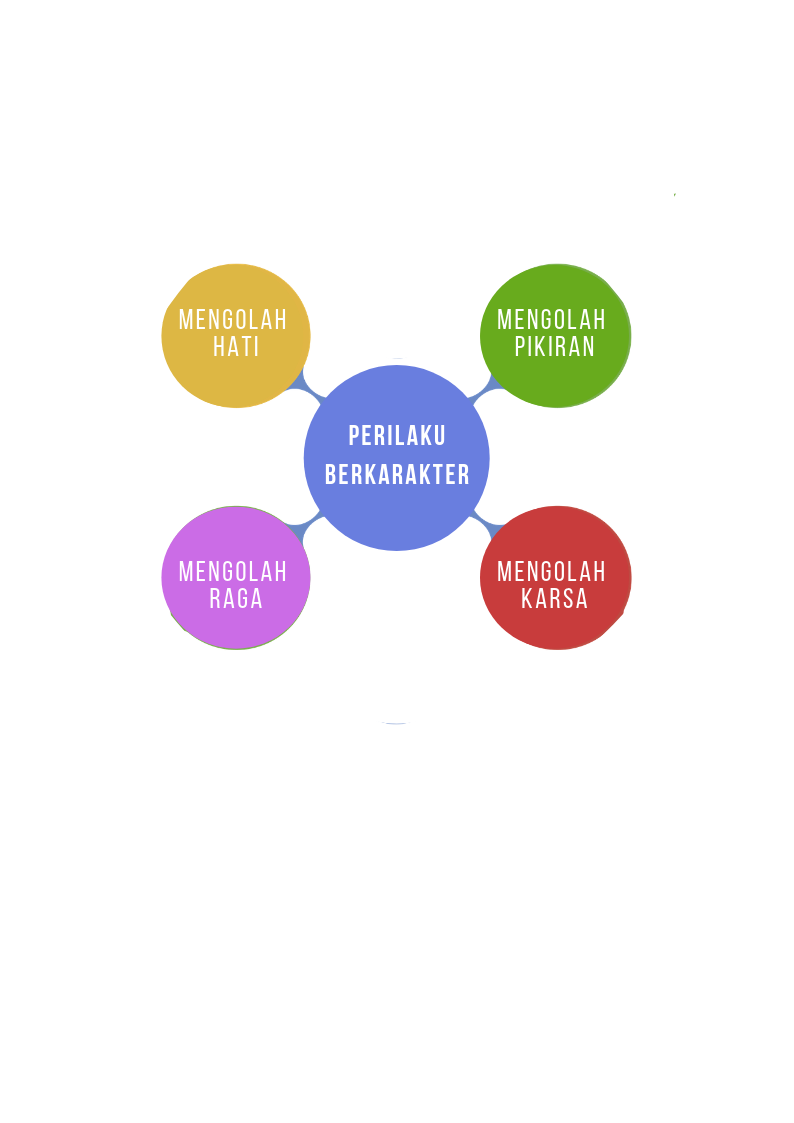 MENGOLAH
HATI
MENGOLAH
PIKIRAN
PERILAKU
BERKARAKTER
MENGOLAH
RAGA
MENGOLAH
KARSA